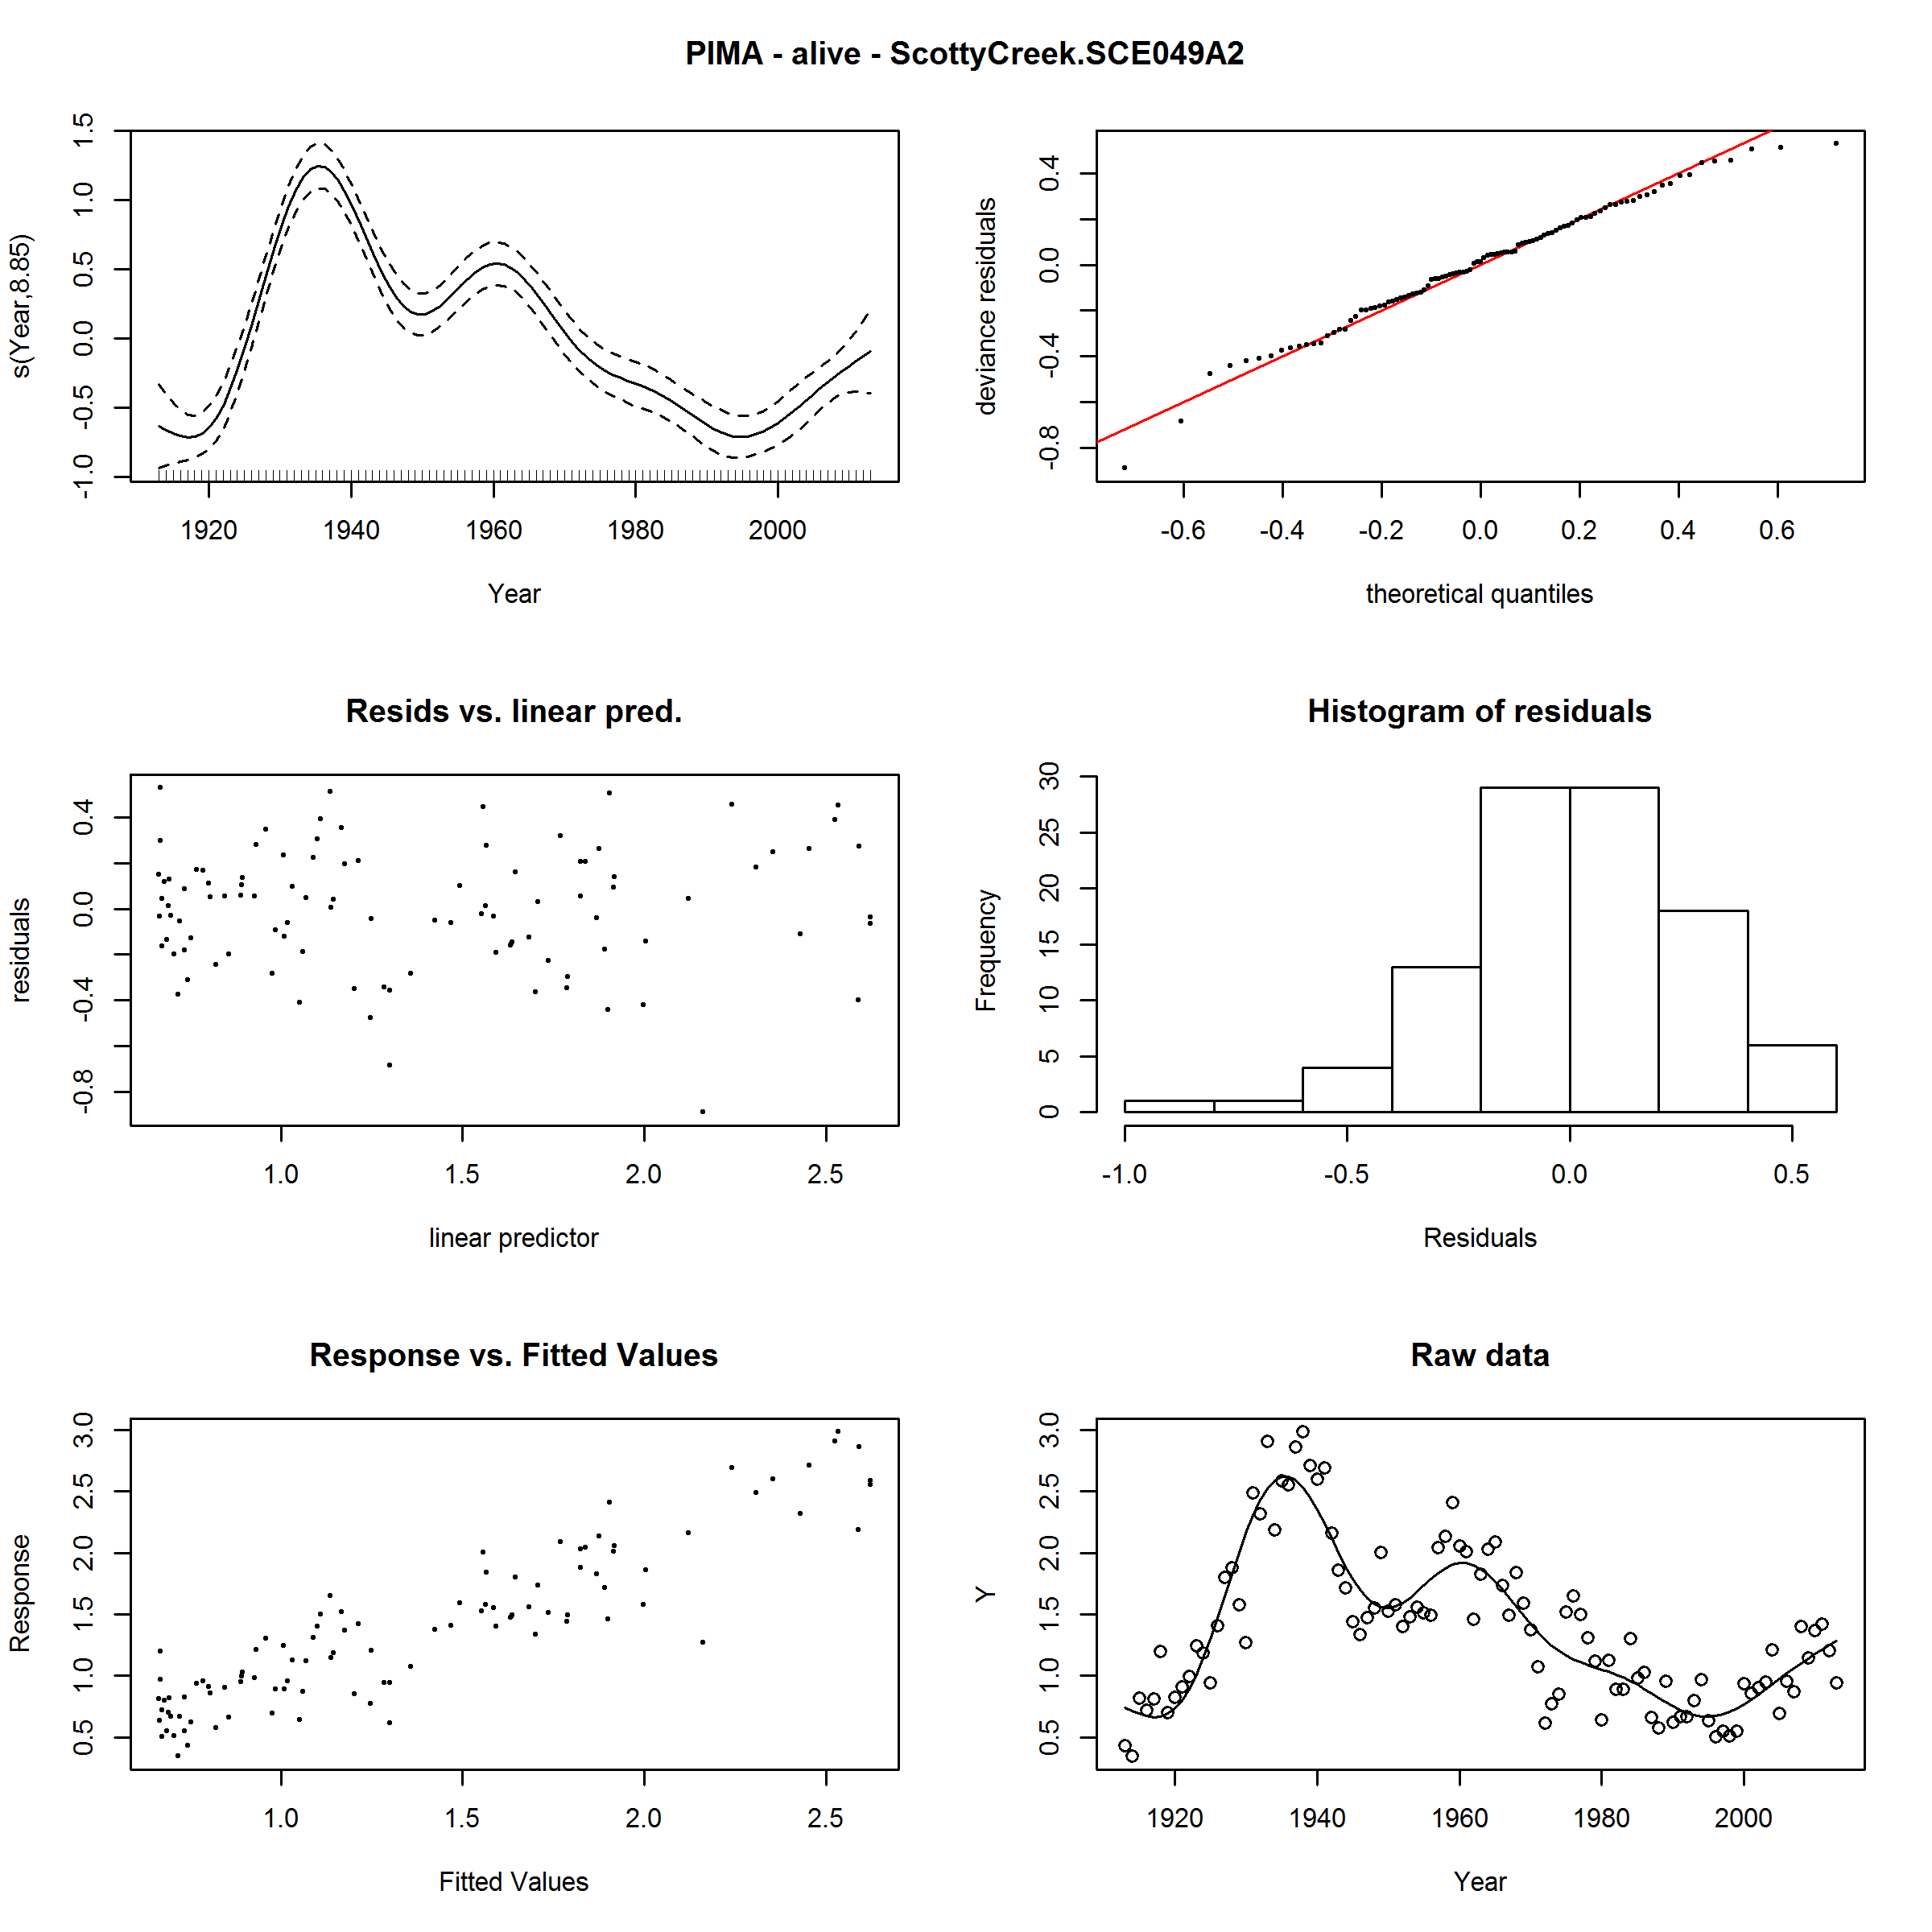 PIMA - alive - ScottyCreek.SCE049A2
s(Year,8.85)
1.5
1.0
0.5
0.0
-0.5
-1.0
1920 1940 1960 1980 2000
Year
deviance residuals
0.4
0.0
-0.4
-0.8
-0.6 -0.4 -0.2 0.0 0.2 0.4 0.6
theoretical quantiles
Resids vs. linear pred.
residuals
0.4
0.0
-0.4
-0.8
1.0 1.5 2.0 2.5
linear predictor
Histogram of residuals
Frequency
30
25
20
15
10
5
0
-1.0 -0.5 0.0 0.5
Residuals
Response vs. Fitted Values
Response
3.0
2.5
2.0
1.5
1.0
0.5
1.0 1.5 2.0 2.5
Fitted Values
Raw data
Y
3.0
2.5
2.0
1.5
1.0
0.5
1920 1940 1960 1980 2000
Year